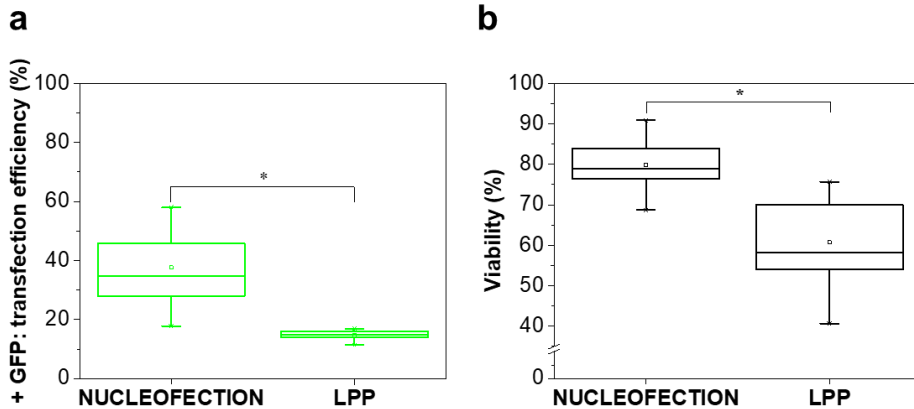 a
+ GFP: transfection efficiency (%)
100
80
60
40
20
0
*
NUCLEOFECTION
LPP
b
Viability (%)
100
90
80
70
60
50
40
0
*
NUCLEOFECTION
LPP